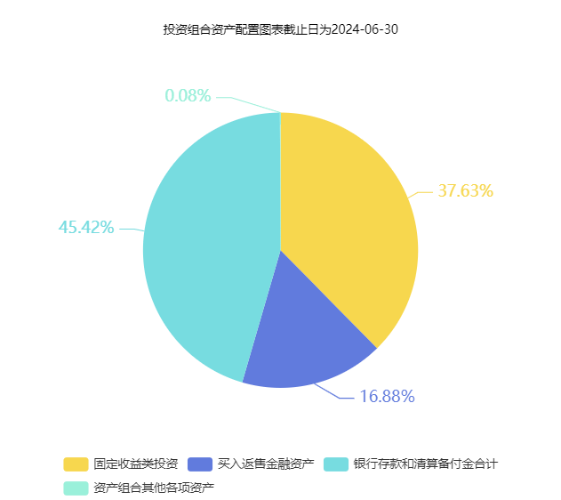 投资组合资产配置图表截止日为2024-06-30
0.08%
37.63%
45.42%
16.88%
固定收益类投资 买入返售金融资产 银行存款和清算备付金合计
资产组合其他各项资产